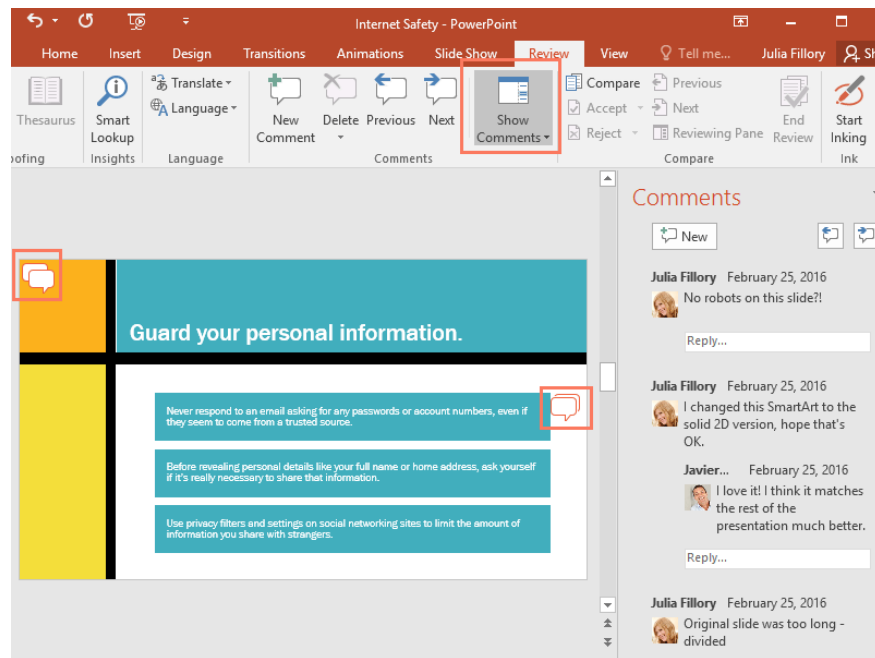 Internet Safety - PowerPoint
Home Insert Design Transitions Animations Slide Show Review View Tell me... Julia Fillory Sh
Thesaurus
Smart
Lookup
Translate
Language
New
Comment
Delete
Previous
Next
Show
Comments
Compare
Accept
Reject
Previous
Next
Reviewing Pane
End
Review
Start
Inking
ofing Insights Language Comments Compare Ink
Guard your personal information.
Never respond to an email asking for any passwords or account numbers, even if
they seem to come from a trusted source.
Before revealing personal details like your full name or home address, ask yourself
if it's really necessary to share that information.
Use privacy filters and settings on social networking sites to limit the amount of
information you share with strangers.
Comments
New
Julia Fillory February 25, 2016
No robots on this slide?!
Reply...
Julia Fillory February 25, 2016
I changed this SmartArt to the
solid 2D version, hope that's
OK.
Javier... February 25, 2016
I love it! I think it matches
the rest of the
presentation much better.
Reply...
Julia Fillory February 25, 2016
Original slide was too long -
divided